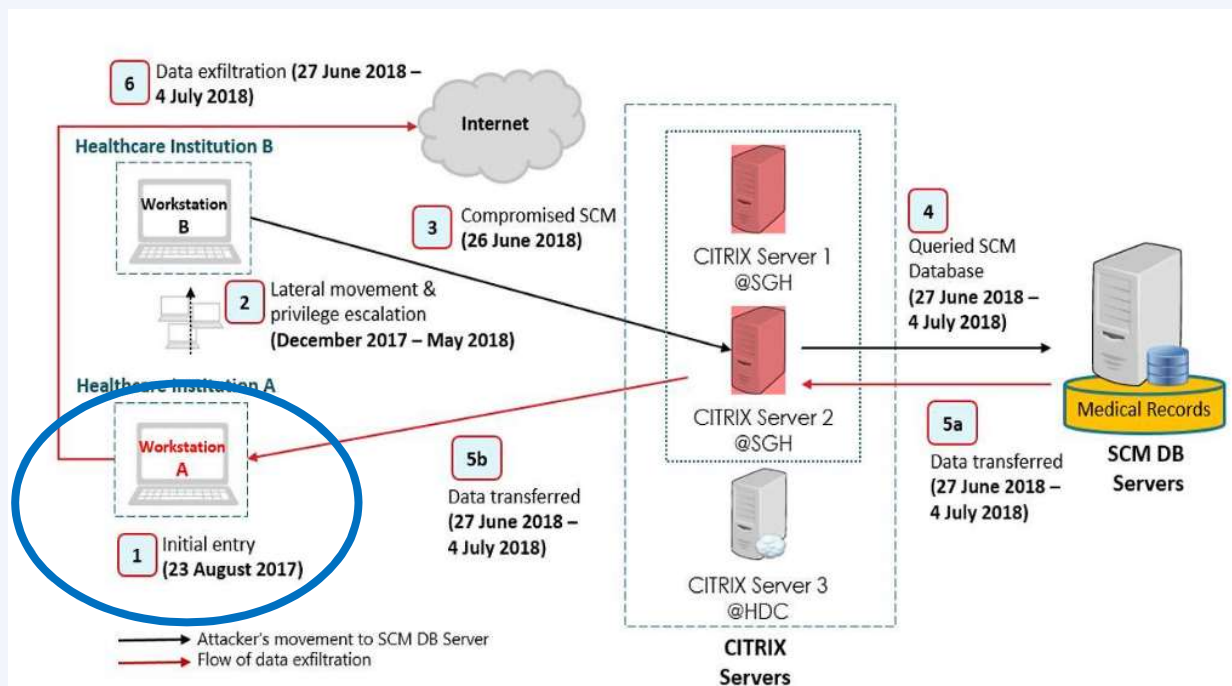 6
Data exfiltration (27 June 2018 –
4 July 2018)
Internet
Healthcare Institution B
Workstation
B
3
Compromised SCM
(26 June 2018)
2
Lateral movement &
privilege escalation
(December 2017 – May 2018)
CITRIX Server 1
@SGH
4
Queried SCM
Database
(27 June 2018 –
4 July 2018)
Healthcare Institution A
Workstation
A
1
Initial entry
(23 August 2017)
5b
Data transferred
(27 June 2018 –
4 July 2018)
CITRIX Server 2
@SGH
5a
Data transferred
(27 June 2018 –
4 July 2018)
Medical Records
SCM DB
Servers
CITRIX Server 3
@HDC
CITRIX
Servers
Attacker's movement to SCM DB Server
Flow of data exfiltration